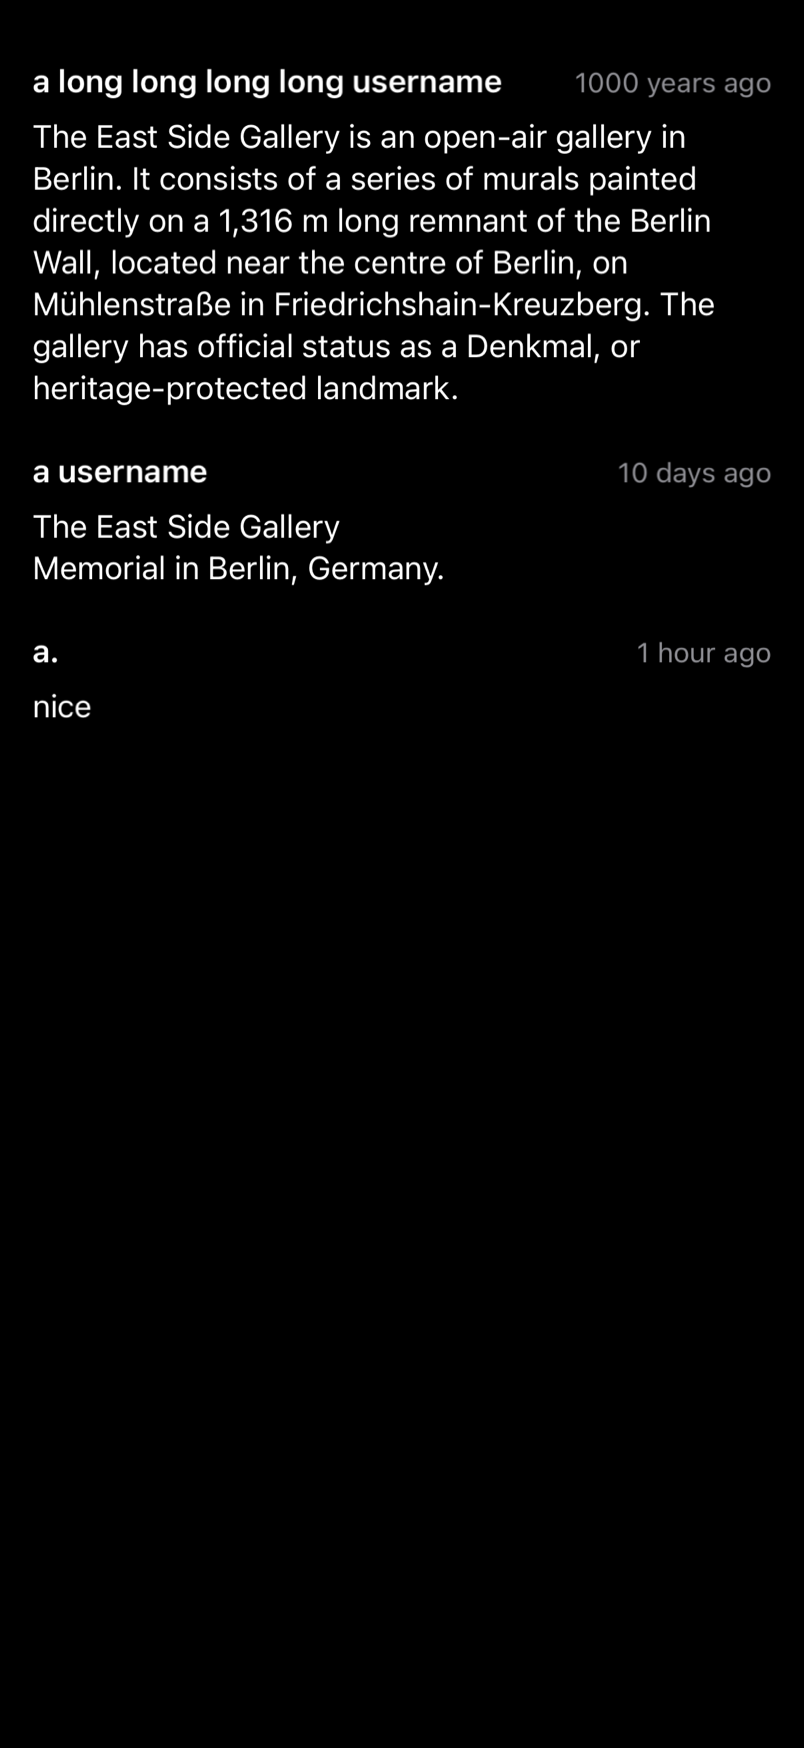 a long long long long username 1000 years ago
The East Side Gallery is an open-air gallery in
Berlin. It consists of a series of murals painted
directly on a 1,316 m long remnant of the Berlin
Wall, located near the centre of Berlin, on
Mühlenstraße in Friedrichshain-Kreuzberg. The
gallery has official status as a Denkmal, or
heritage-protected landmark.
a username 10 days ago
The East Side Gallery
Memorial in Berlin, Germany.
a. 1 hour ago
nice